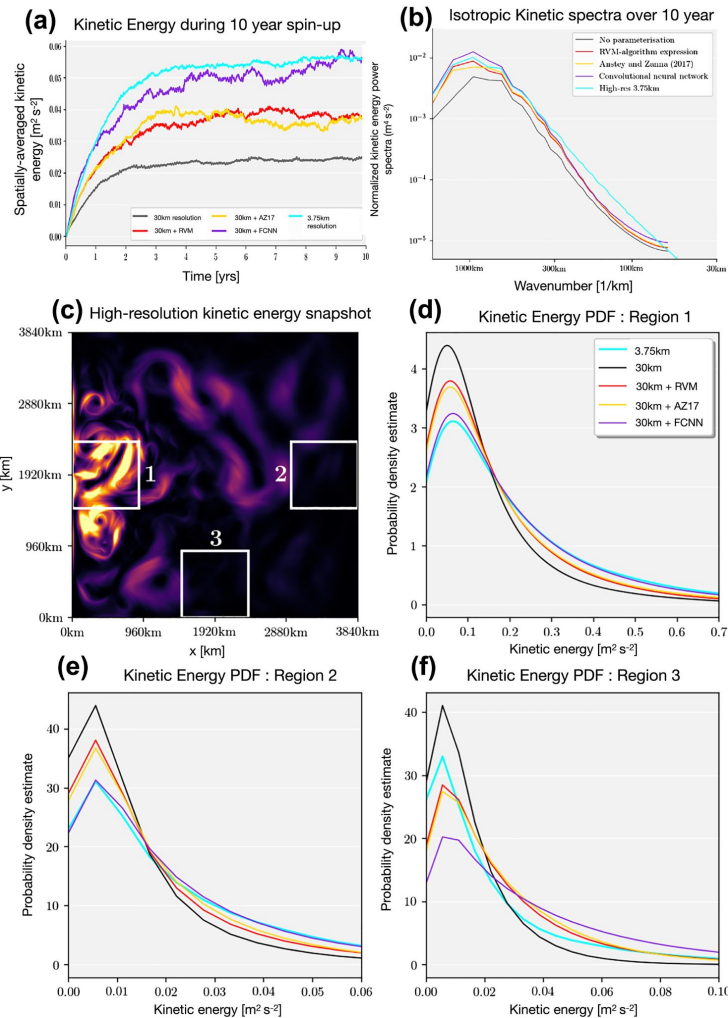 (a) Kinetic Energy during 10 year spin-up
Spatially-averaged kinetic
energy [m² s⁻²]
0.06
0.05
0.04
0.03
0.02
0.01
0.00
30km resolution
30km + RVM
30km + AZ17
30km + FCNN
3.75km
resolution
0 1 2 3 4 5 6 7 8 9 10
Time [yrs]
(b) Isotropic Kinetic spectra over 10 year
Normalized kinetic energy power
spectra (m² s⁻²)
10⁻²
10⁻³
10⁻⁴
10⁻⁵
No parameterisation
RVM-algorithm expression
Anstey and Zanna (2017)
Convolutional neural network
High-res 3.75km
1000km 300km 100km 30km
Wavenumber [1/km]
(c) High-resolution kinetic energy snapshot
y [km]
3840km
2880km
1920km
960km
0km
1
2
3
0km 960km 1920km 2880km 3840km
x [km]
(d) Kinetic Energy PDF : Region 1
Probability density estimate
4
3
2
1
0
3.75km
30km
30km + RVM
30km + AZ17
30km + FCNN
0.0 0.1 0.2 0.3 0.4 0.5 0.6 0.7
Kinetic energy [m² s⁻²]
(e) Kinetic Energy PDF : Region 2
Probability density estimate
40
30
20
10
0
0.00 0.01 0.02 0.03 0.04 0.05 0.06
Kinetic energy [m² s⁻²]
(f) Kinetic Energy PDF : Region 3
Probability density estimate
40
30
20
10
0
0.00 0.02 0.04 0.06 0.08 0.10
Kinetic energy [m² s⁻²]